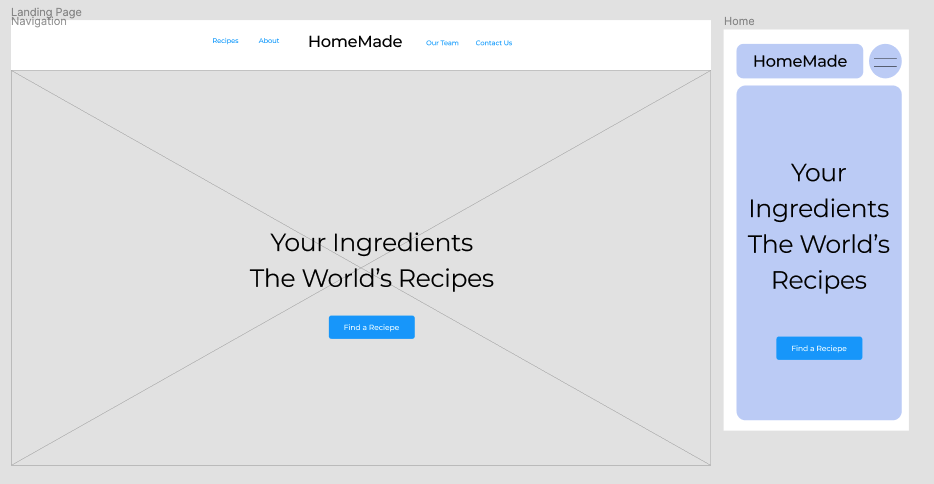 Landing Page
Navigation
Recipes About HomeMade Our Team Contact Us
Your Ingredients
The World's Recipes
Find a Reciepe
Home
HomeMade
Your
Ingredients
The World's
Recipes
Find a Reciepe